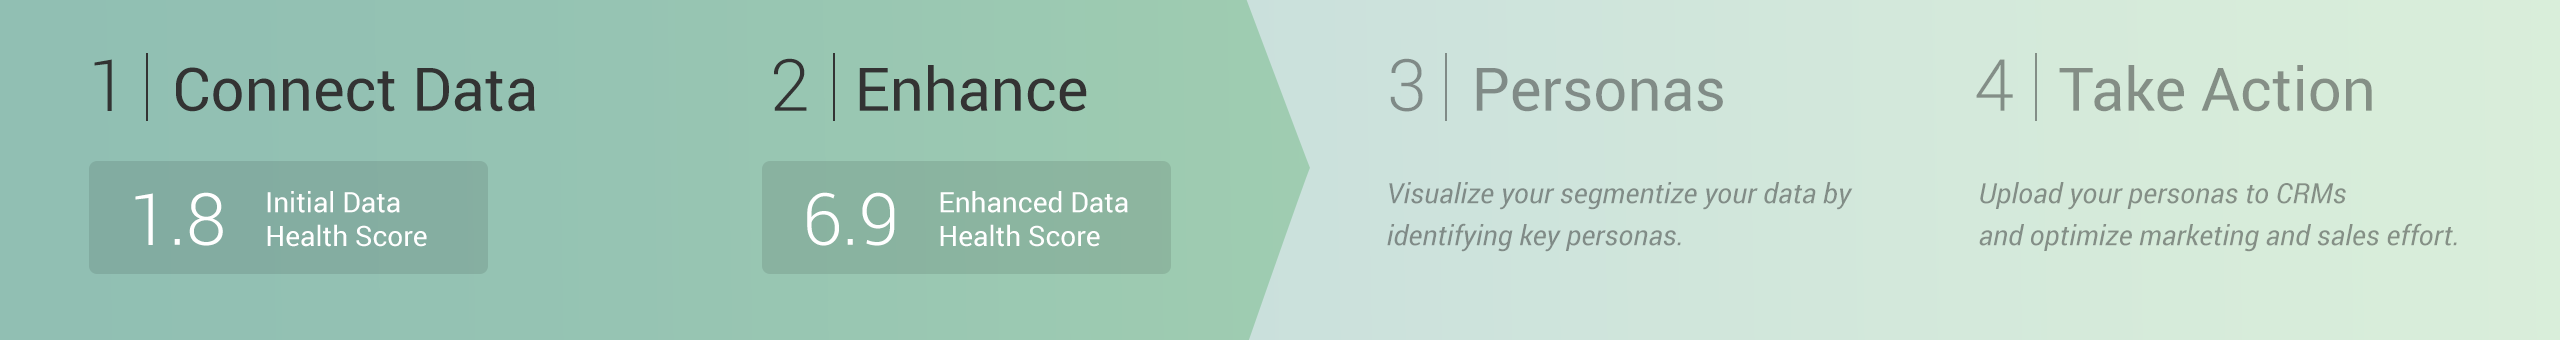 1 | Connect Data
1.8 Initial Data
Health Score
2 | Enhance
6.9 Enhanced Data
Health Score
3 | Personas
Visualize your segmentize your data by
identifying key personas.
4 | Take Action
Upload your personas to CRMs
and optimize marketing and sales effort.